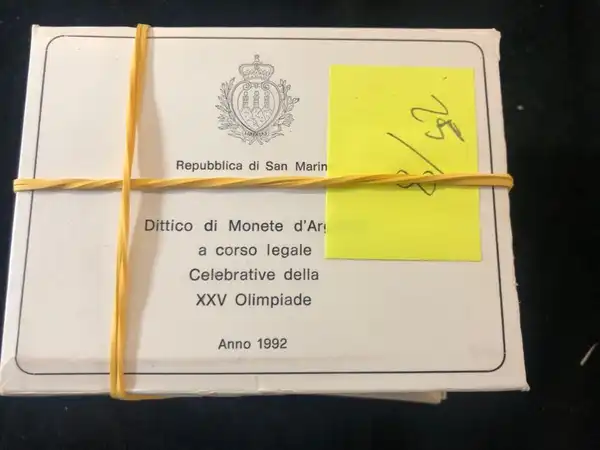 Repubblica di San Marin
Dittico di Monete d'Arg
a corso legale
Celebrative della
XXV Olimpiade
Anno 1992